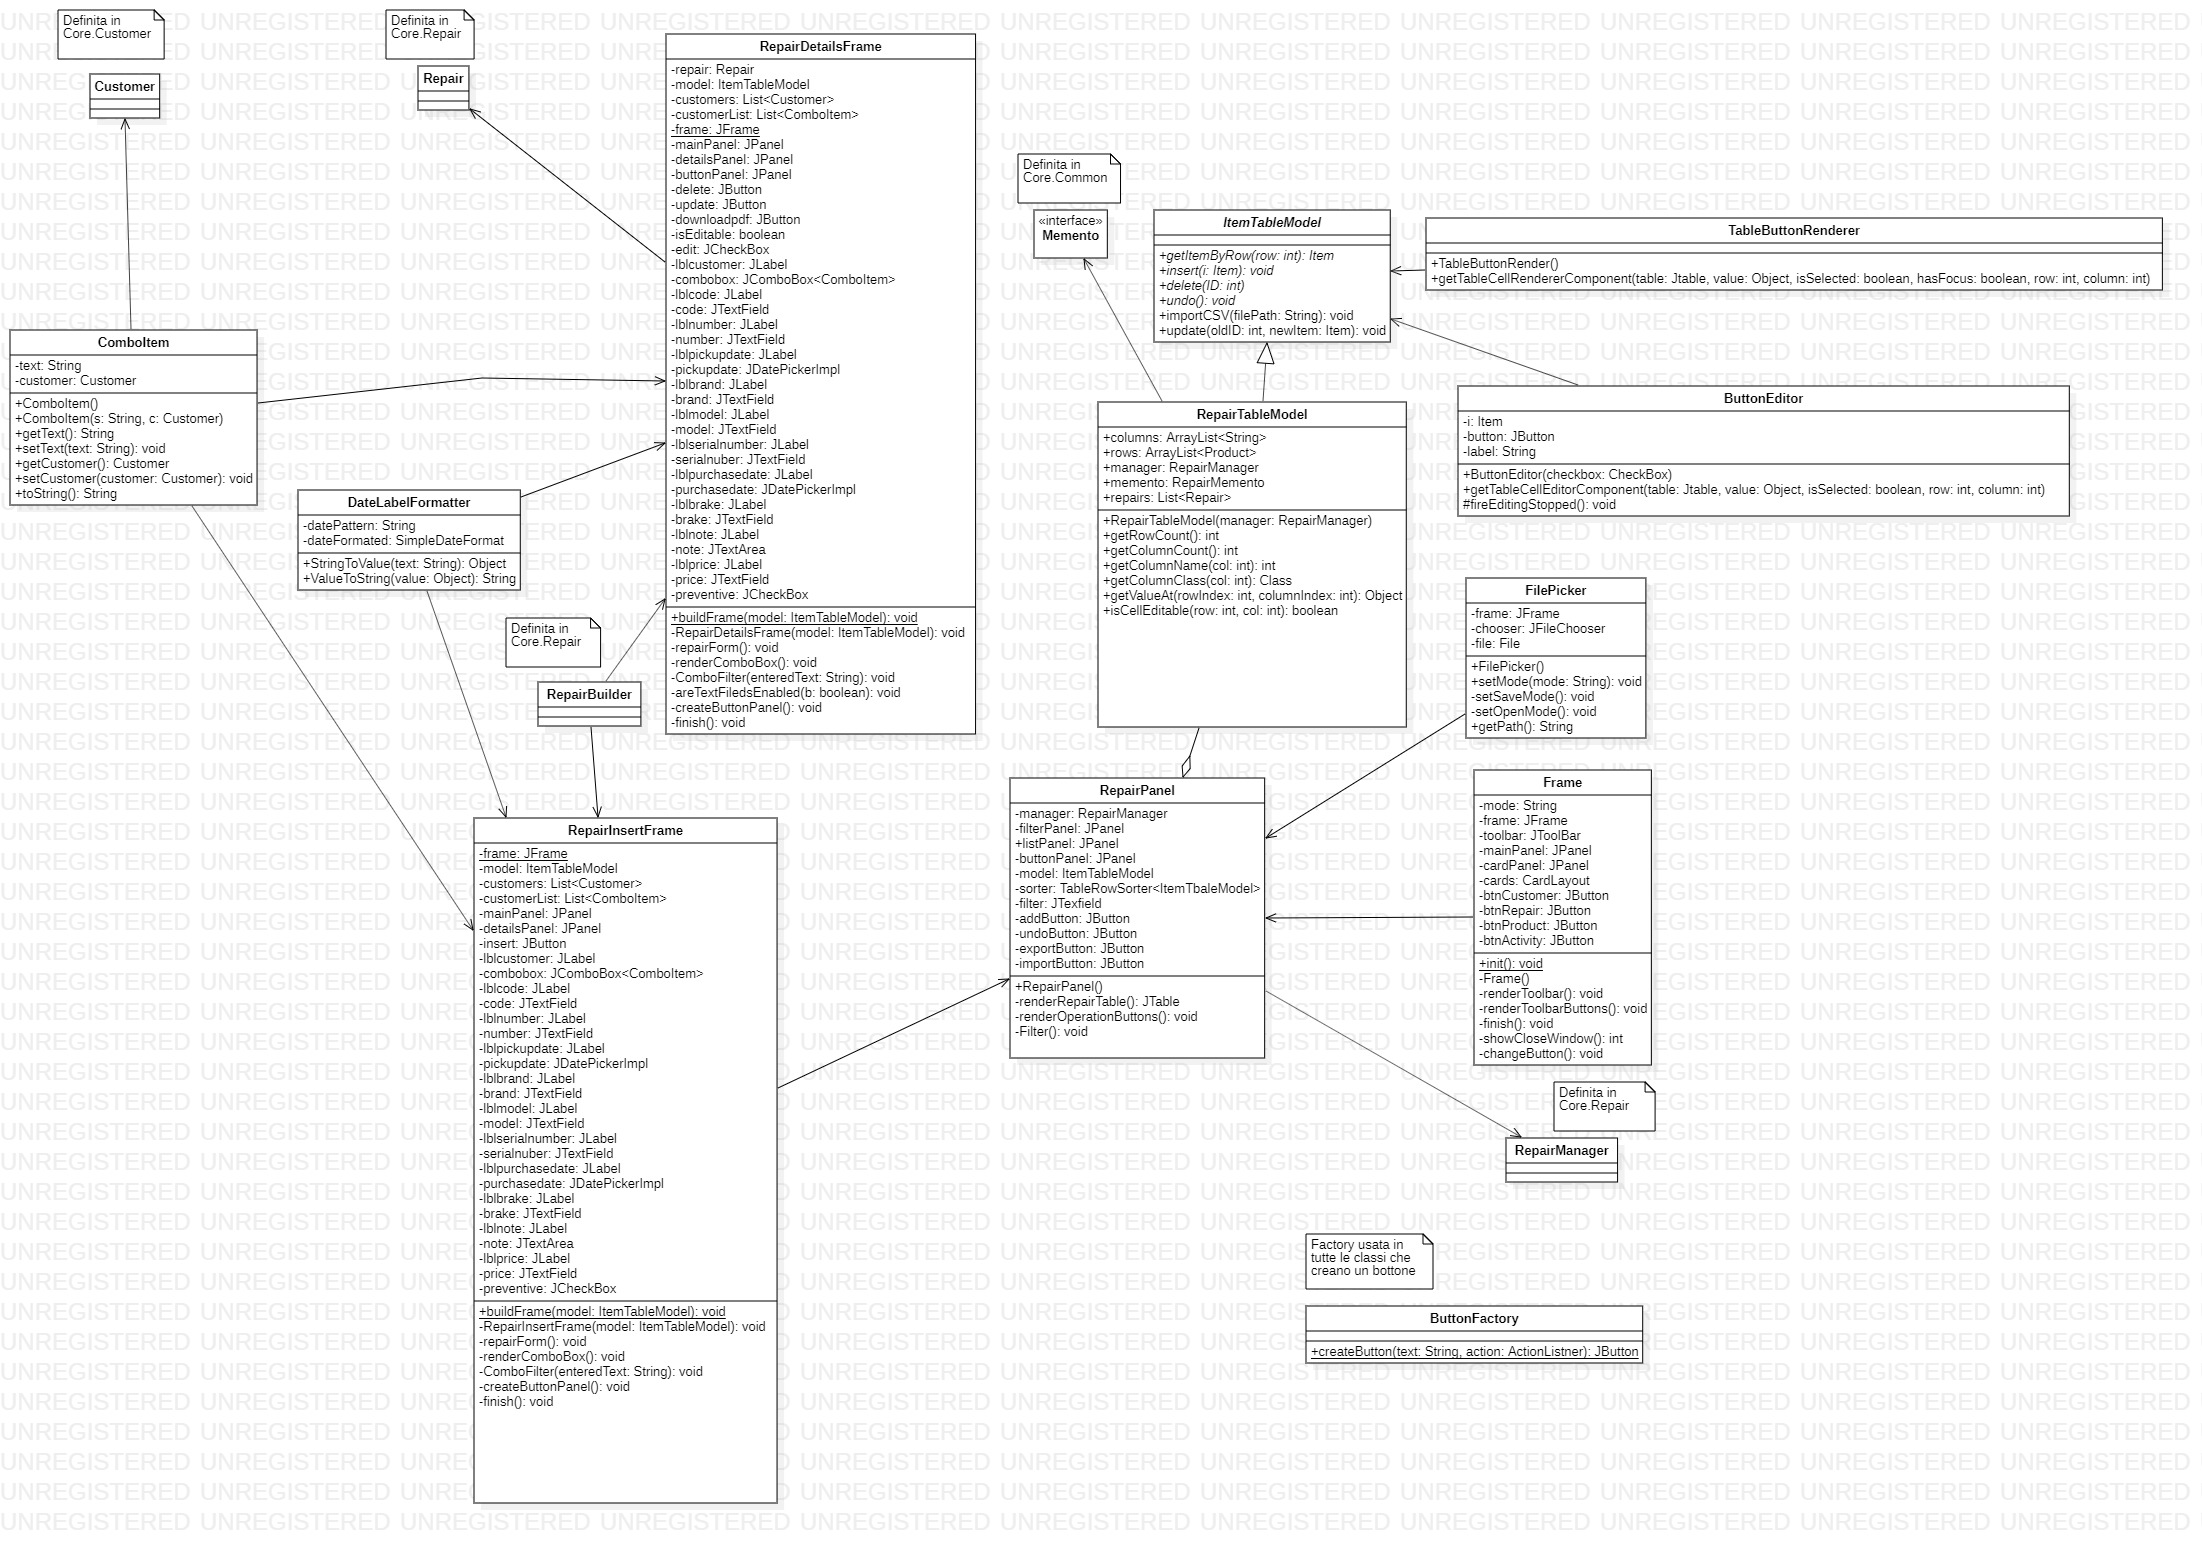 Definita in
Core.Customer
Customer
Definita in
Core.Repair
Repair
RepairDetailsFrame
-repair: Repair
-model: ItemTableModel
-customers: List<Customer>
-customerList: List<ComboItem>
-frame: JFrame
-mainPanel: JPanel
-detailsPanel: JPanel
-buttonPanel: JPanel
-delete: JButton
-update: JButton
-downloadpdf: JButton
-isEditable: boolean
-edit: JCheckBox
-lblcustomer: JLabel
-combobox: JComboBox<ComboItem>
-lblcode: JLabel
-code: JTextField
-lblnumber: JLabel
-number: JTextField
-lblpickupdate: JLabel
-pickupdate: JDatePickerImpl
-lblbrand: JLabel
-brand: JTextField
-lblmodel: JLabel
-model: JTextField
-lblserialnumber: JLabel
-serialnuber: JTextField
-lblpurchasedate: JLabel
-purchasedate: JDatePickerImpl
-lblbrake: JLabel
-brake: JTextField
-lblnote: JLabel
-note: JTextArea
-lblprice: JLabel
-price: JTextField
-preventive: JCheckBox
+buildFrame(model: ItemTableModel): void
-RepairDetailsFrame(model: ItemTableModel): void
-repairForm(): void
-renderComboBox(): void
-ComboFilter(enteredText: String): void
-areTextFiledsEnabled(b: boolean): void
-createButtonPanel(): void
-finish(): void
Definita in
Core.Common
«interface»
Memento
ItemTableModel
+getItemByRow(row: int): Item
+insert(i: Item): void
+delete(ID: int)
+undo(): void
+importCSV(filePath: String): void
+update(oldID: int, newItem: Item): void
TableButtonRenderer
+TableButtonRender()
+getTableCellRendererComponent(table: Jtable, value: Object, isSelected: boolean, hasFocus: boolean, row: int, column: int)
ComboItem
-text: String
-customer: Customer
+ComboItem()
+ComboItem(s: String, c: Customer)
+getText(): String
+setText(text: String): void
+getCustomer(): Customer
+setCustomer(customer: Customer): void
+toString(): String
DateLabelFormatter
-datePattern: String
-dateFormated: SimpleDateFormat
+StringToValue(text: String): Object
+ValueToString(value: Object): String
Definita in
Core.Repair
RepairBuilder
RepairTableModel
+columns: ArrayList<String>
+rows: ArrayList<Product>
+manager: RepairManager
+memento: RepairMemento
+repairs: List<Repair>
+RepairTableModel(manager: RepairManager)
+getRowCount(): int
+getColumnCount(): int
+getColumnName(col: int): int
+getColumnClass(col: int): Class
+getValueAt(rowIndex: int, columnIndex: int): Object
+isCellEditable(row: int, col: int): boolean
ButtonEditor
-i: Item
-button: JButton
-label: String
+ButtonEditor(checkbox: CheckBox)
+getTableCellEditorComponent(table: Jtable, value: Object, isSelected: boolean, row: int, column: int)
#fireEditingStopped(): void
FilePicker
-frame: JFrame
-chooser: JFileChooser
-file: File
+FilePicker()
+setMode(mode: String): void
-setSaveMode(): void
-setOpenMode(): void
+getPath(): String
RepairInsertFrame
-frame: JFrame
-model: ItemTableModel
-customers: List<Customer>
-customerList: List<ComboItem>
-mainPanel: JPanel
-detailsPanel: JPanel
-insert: JButton
-lblcustomer: JLabel
-combobox: JComboBox<ComboItem>
-lblcode: JLabel
-code: JTextField
-lblnumber: JLabel
-number: JTextField
-lblpickupdate: JLabel
-pickupdate: JDatePickerImpl
-lblbrand: JLabel
-brand: JTextField
-lblmodel: JLabel
-model: JTextField
-lblserialnumber: JLabel
-serialnuber: JTextField
-lblpurchasedate: JLabel
-purchasedate: JDatePickerImpl
-lblbrake: JLabel
-brake: JTextField
-lblnote: JLabel
-note: JTextArea
-lblprice: JLabel
-price: JTextField
-preventive: JCheckBox
+buildFrame(model: ItemTableModel): void
-RepairInsertFrame(model: ItemTableModel): void
-repairForm(): void
-renderComboBox(): void
-ComboFilter(enteredText: String): void
-createButtonPanel(): void
-finish(): void
RepairPanel
-manager: RepairManager
-filterPanel: JPanel
+listPanel: JPanel
-buttonPanel: JPanel
-model: ItemTableModel
-sorter: TableRowSorter<ItemTbaleModel>
-filter: JTexfield
-addButton: JButton
-undoButton: JButton
-exportButton: JButton
-importButton: JButton
+RepairPanel()
-renderRepairTable(): JTable
-renderOperationButtons(): void
-Filter(): void
Frame
-mode: String
-frame: JFrame
-toolbar: JToolBar
-mainPanel: JPanel
-cardPanel: JPanel
-cards: CardLayout
-btnCustomer: JButton
-btnRepair: JButton
-btnProduct: JButton
-btnActivity: JButton
+init(): void
-Frame()
-renderToolbar(): void
-renderToolbarButtons(): void
-finish(): void
-showCloseWindow(): int
-changeButton(): void
Definita in
Core.Repair
RepairManager
Factory usata in
tutte le classi che
creano un bottone
ButtonFactory
+createButton(text: String, action: ActionListner): JButton